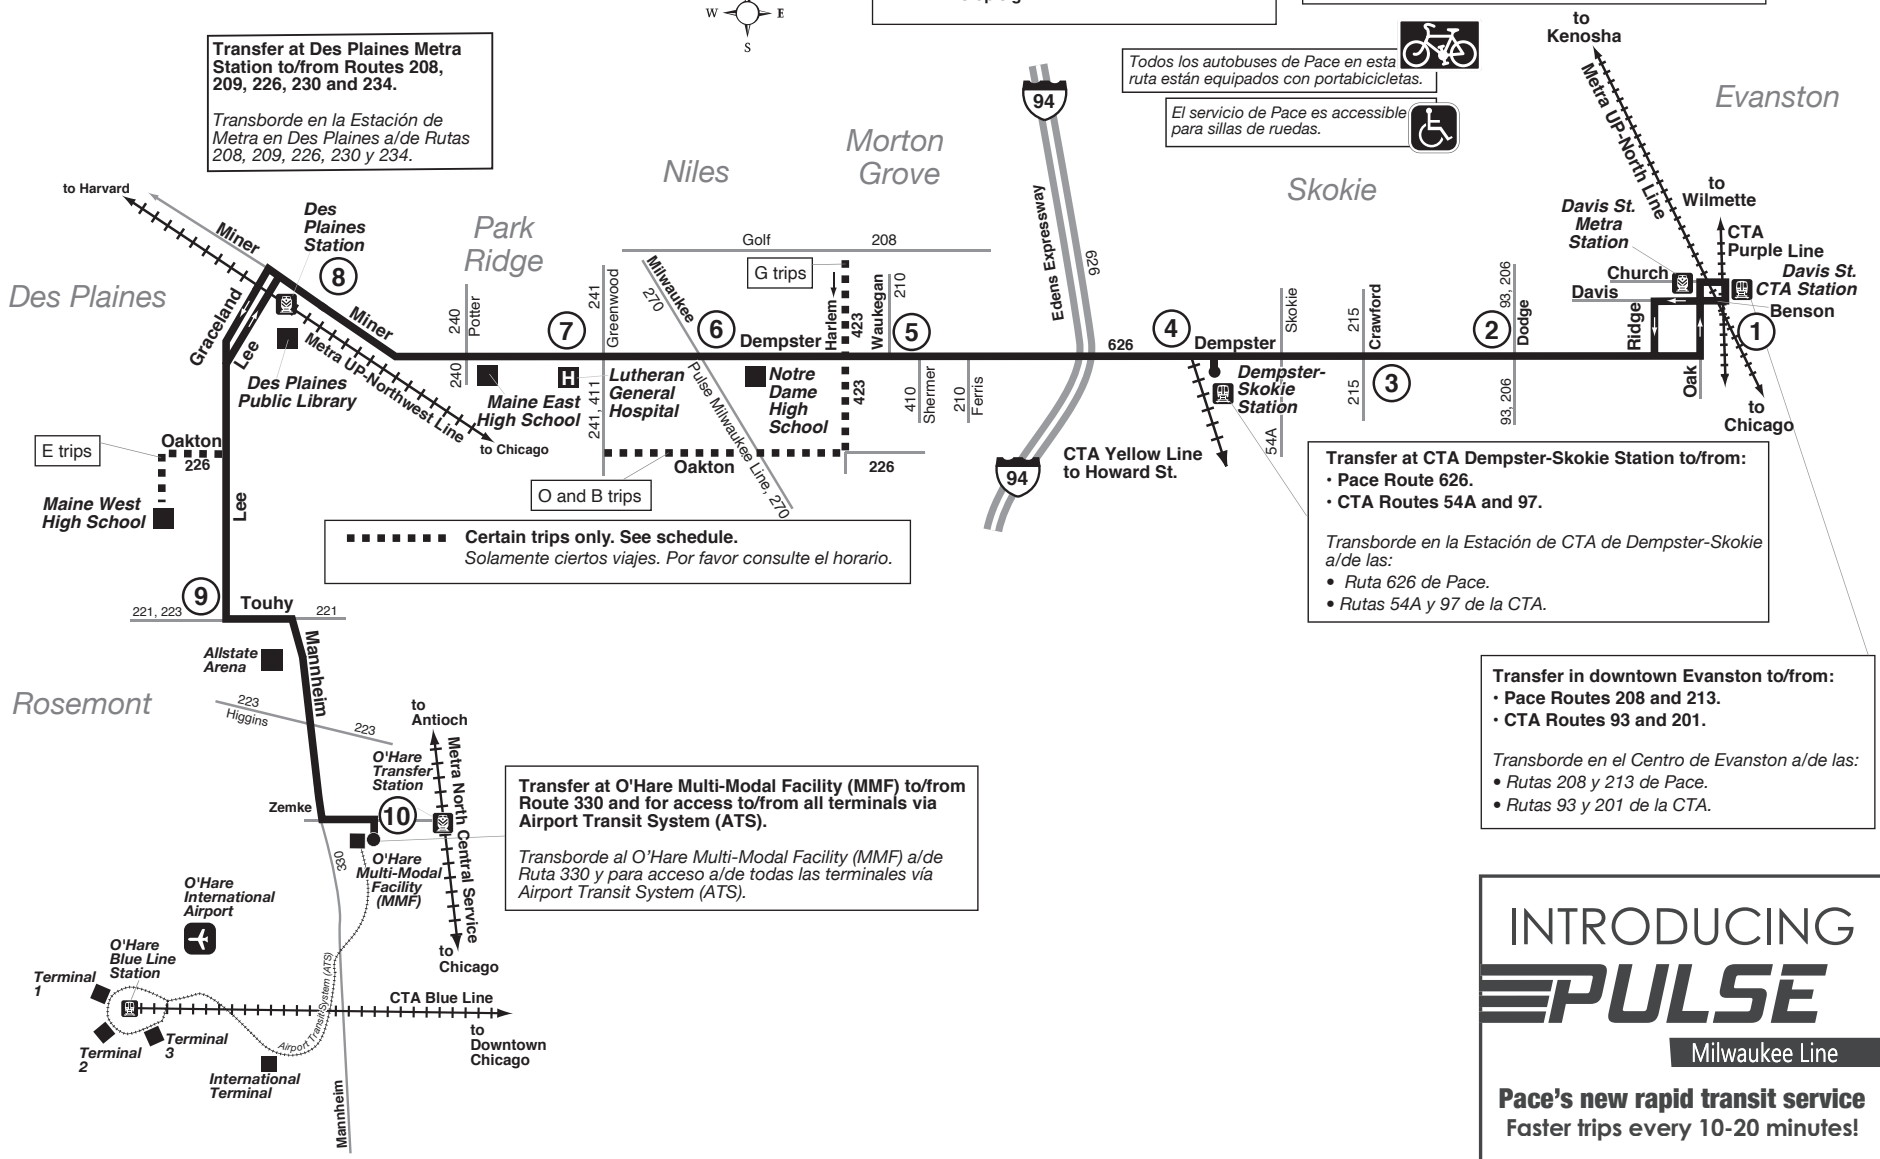 W
E
S
Transfer at Des Plaines Metra
Station to/from Routes 208,
209, 226, 230 and 234.
Transborde en la Estación de
Metra en Des Plaines a/de Rutas
208, 209, 226, 230 y 234.
Todos los autobuses de Pace en esta
ruta están equipados con portabicicletas.
El servicio de Pace es accessible
para sillas de ruedas.
to
Kenosha
Metra UP-North Line
Evanston
94
Morton
Grove
Niles
Skokie
Park
Ridge
Des Plaines
to Harvard
Miner
Des
Plaines
Station
8
Miner
Graceland
Lee
Des Plaines
Public Library
Metra UP-Northwest Line
to Chicago
240
Potter
240
Maine East
High School
7
241
Greenwood
241, 411
H
Lutheran
General
Hospital
Golf
208
Milwaukee
270
6
Pulse Milwaukee Line, 270
G trips
Dempster
Harlem
423
423
Waukegan
210
5
Notre
Dame
High
School
410
Shermer
210
Ferris
Edens Expressway
626
626
4
Dempster
Skokie
54A
Dempster-
Skokie
Station
CTA Yellow Line
to Howard St.
94
215
Crawford
215
3
2
93, 206
Dodge
93, 206
Davis St.
Metra
Station
to
Wilmette
CTA
Purple Line
Davis St.
CTA Station
Church
Davis
Benson
Ridge
Oak
1
to
Chicago
E trips
Oakton
226
Maine West
High School
Lee
O and B trips
Oakton
226
Certain trips only. See schedule.
Solamente ciertos viajes. Por favor consulte el horario.
Transfer at CTA Dempster-Skokie Station to/from:
• Pace Route 626.
• CTA Routes 54A and 97.
Transborde en la Estación de CTA de Dempster-Skokie
a/de las:
• Ruta 626 de Pace.
• Rutas 54A y 97 de la CTA.
9
221, 223
Touhy
221
Mannheim
Allstate
Arena
Rosemont
223
Higgins
223
to
Antioch
Metra North Central Service
O'Hare
Transfer
Station
Zemke
10
330
O'Hare
Multi-Modal
Facility
(MMF)
to
Chicago
Transfer at O'Hare Multi-Modal Facility (MMF) to/from
Route 330 and for access to/from all terminals via
Airport Transit System (ATS).
Transborde al O'Hare Multi-Modal Facility (MMF) a/de
Ruta 330 y para acceso a/de todas las terminales vía
Airport Transit System (ATS).
Transfer in downtown Evanston to/from:
• Pace Routes 208 and 213.
• CTA Routes 93 and 201.
Transborde en el Centro de Evanston a/de las:
• Rutas 208 y 213 de Pace.
• Rutas 93 y 201 de la CTA.
O'Hare
International
Airport
O'Hare
Blue Line
Station
Terminal
1
Terminal
2
Terminal
3
Airport Transit System (ATS)
Airport Transit System (ATS)
International
Terminal
CTA Blue Line
to
Downtown
Chicago
Mannheim
INTRODUCING
PULSE
Milwaukee Line
Pace's new rapid transit service
Faster trips every 10-20 minutes!